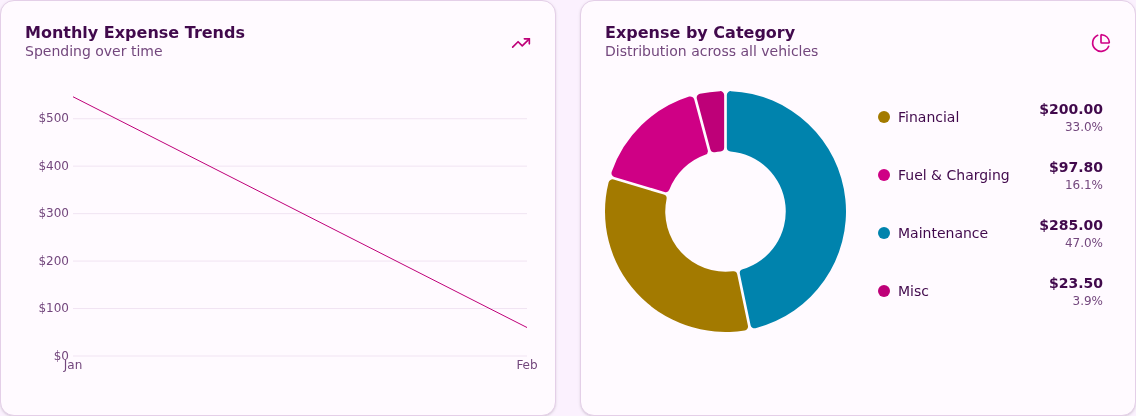 Monthly Expense Trends
Spending over time
$500
$400
$300
$200
$100
$0
Jan
Feb
Expense by Category
Distribution across all vehicles
Financial
$200.00
33.0%
Fuel & Charging
$97.80
16.1%
Maintenance
$285.00
47.0%
Misc
$23.50
3.9%